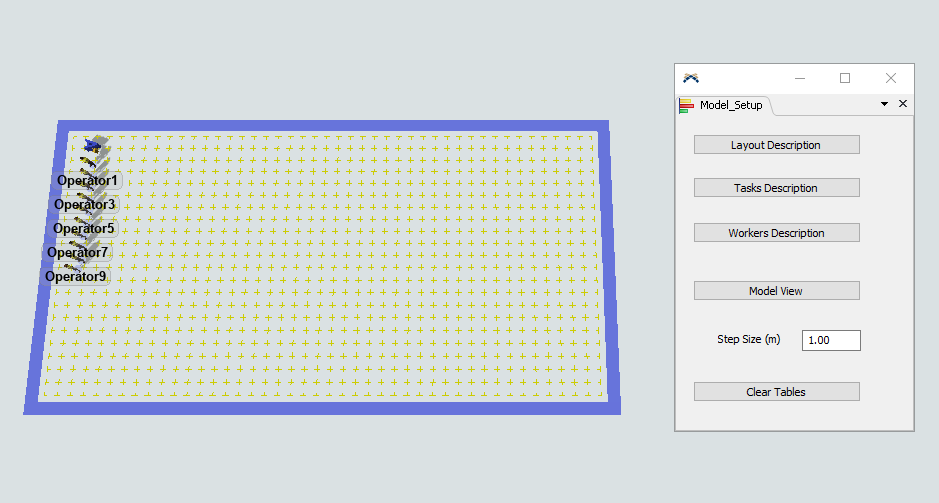 Operator1
Operator3
Operator5
Operator7
Operator9
Model_Setup
Layout Description
Tasks Description
Workers Description
Model View
Step Size (m) 1.00
Clear Tables